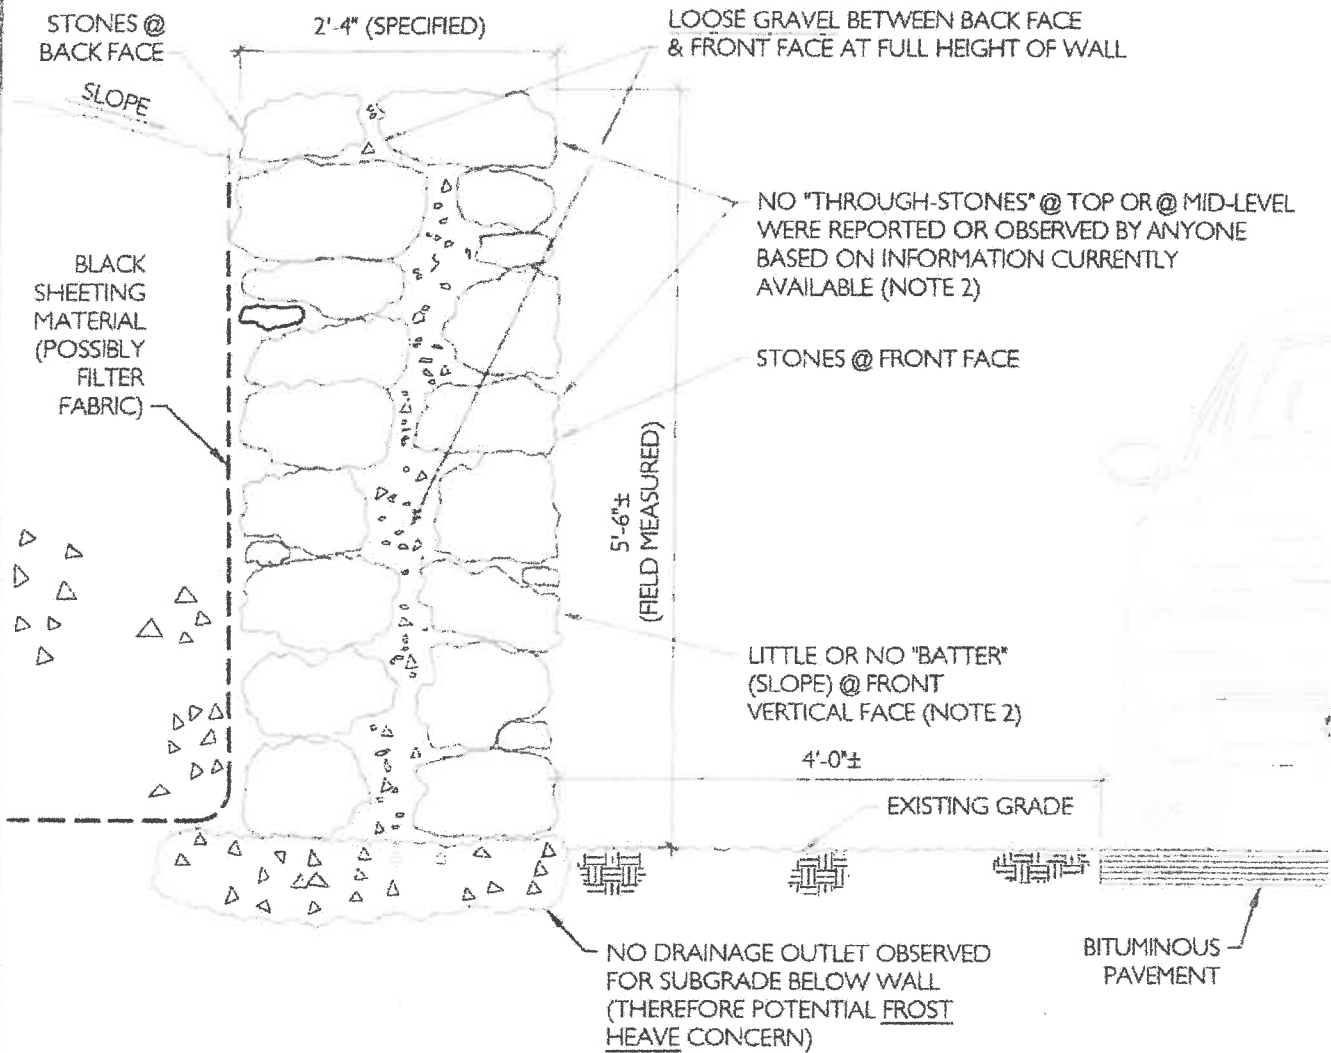 STONES @
BACK FACE
2'-4" (SPECIFIED)
LOOSE GRAVEL BETWEEN BACK FACE
& FRONT FACE AT FULL HEIGHT OF WALL
SLOPE
NO "THROUGH-STONES" @ TOP OR @ MID-LEVEL
WERE REPORTED OR OBSERVED BY ANYONE
BASED ON INFORMATION CURRENTLY
AVAILABLE (NOTE 2)
BLACK
SHEETING
MATERIAL
(POSSIBLY
FILTER
FABRIC)
STONES @ FRONT FACE
5'-6"±
(FIELD MEASURED)
LITTLE OR NO "BATTER"
(SLOPE) @ FRONT
VERTICAL FACE (NOTE 2)
4'-0"±
EXISTING GRADE
NO DRAINAGE OUTLET OBSERVED
FOR SUBGRADE BELOW WALL
(THEREFORE POTENTIAL FROST
HEAVE CONCERN)
BITUMINOUS
PAVEMENT